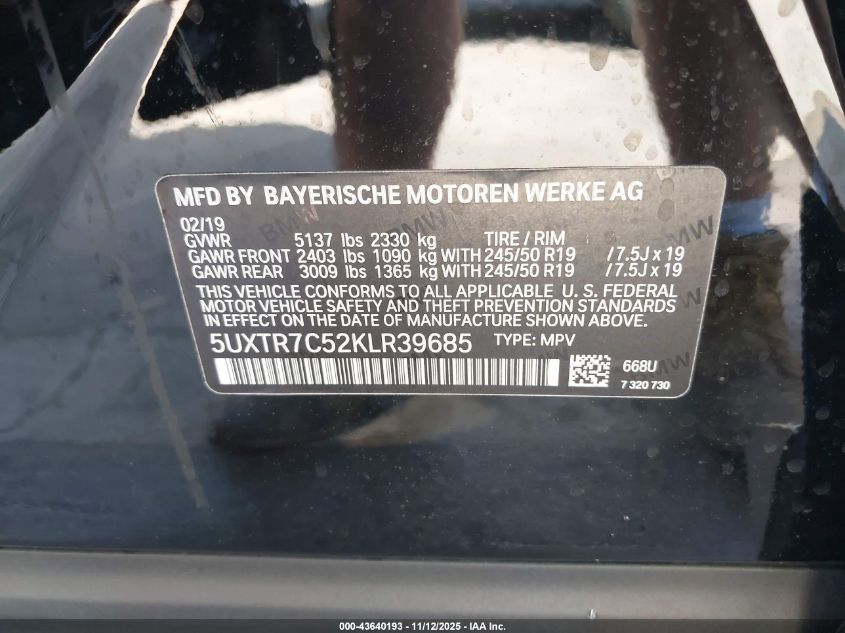 MFD BY BAYERISCHE MOTOREN WERKE AG
02/19
GVWR 5137 lbs 2330 kg TIRE / RIM
GAWR FRONT 2403 lbs 1090 kg WITH 245/50 R19 / 7.5J x 19
GAWR REAR 3009 lbs 1365 kg WITH 245/50 R19 / 7.5J x 19
THIS VEHICLE CONFORMS TO ALL APPLICABLE U. S. FEDERAL
MOTOR VEHICLE SAFETY AND THEFT PREVENTION STANDARDS
IN EFFECT ON THE DATE OF MANUFACTURE SHOWN ABOVE.
5UXTR7C52KLR39685 TYPE: MPV
668U
7 320 730
000-43640193 - 11/12/2025 - IAA Inc.